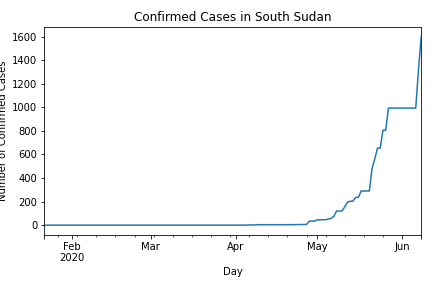 Confirmed Cases in South Sudan
Number of Confirmed Cases
1600
1400
1200
1000
800
600
400
200
0
Feb
2020
Mar
Apr
May
Jun
Day